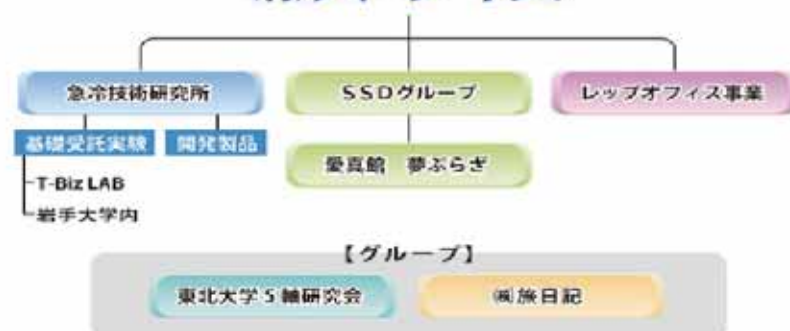 急冷技術研究所
SSDグループ
レップオフィス事業
基礎受託実験
開発製品
愛真館 夢ぷらざ
T-Biz LAB
岩手大学内
【グループ】
東北大学5軸研究会
㈲旅日記